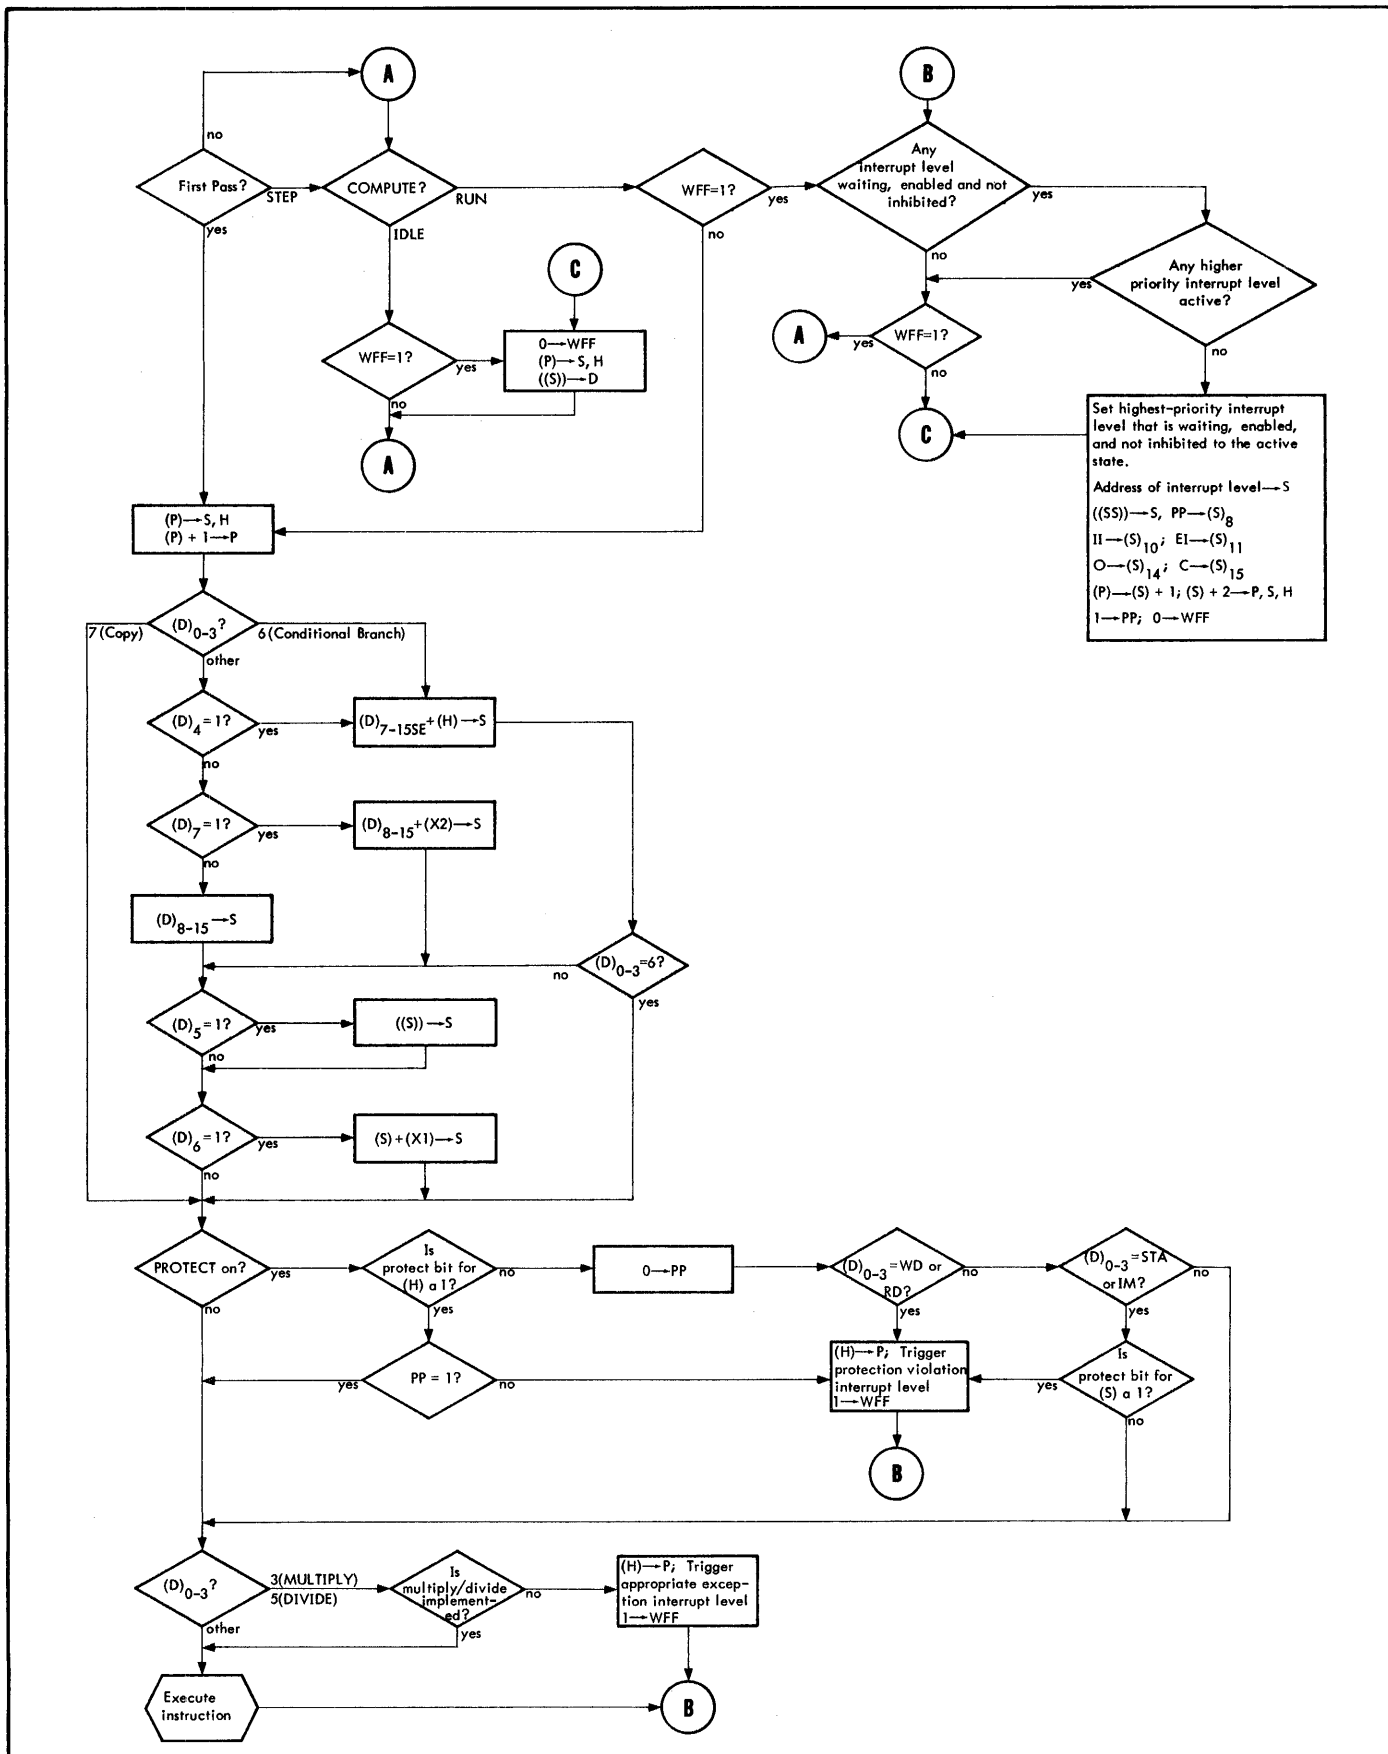 A
B
no
First Pass?
STEP
COMPUTE?
RUN
WFF=1?
yes
Any
interrupt level
waiting, enabled and not
inhibited?
yes
yes
IDLE
no
no
C
Any higher
priority interrupt level
active?
yes
WFF=1?
yes
0→WFF
(P)→S, H
((S))→D
no
A
yes
WFF=1?
no
no
A
C
Set highest-priority interrupt
level that is waiting, enabled,
and not inhibited to the active
state.
Address of interrupt level→S
((SS))→S, PP→(S)8
II→(S)10; EI→(S)11
O→(S)14; C→(S)15
(P)→(S) + 1; (S) + 2→P, S, H
1→PP; 0→WFF
(P)→S, H
(P) + 1→P
7 (Copy)
(D)0-3?
6 (Conditional Branch)
other
(D)4 = 1?
yes
(D)7-15SE + (H)→S
no
(D)7 = 1?
yes
(D)8-15 + (X2)→S
no
(D)8-15→S
no
(D)0-3=6?
yes
(D)5 = 1?
yes
((S))→S
no
(D)6 = 1?
yes
(S) + (X1)→S
no
PROTECT on?
yes
Is
protect bit for
(H) a 1?
no
0→PP
(D)0-3=WD or
RD?
no
(D)0-3=STA
or IM?
no
no
yes
yes
yes
yes
PP = 1?
no
(H)→P; Trigger
protection violation
interrupt level
1→WFF
yes
Is
protect bit for
(S) a 1?
no
B
(D)0-3?
3(MULTIPLY)
5(DIVIDE)
Is
multiply/divide
implement-
ed?
no
(H)→P; Trigger
appropriate excep-
tion interrupt level
1→WFF
other
yes
Execute
instruction
B